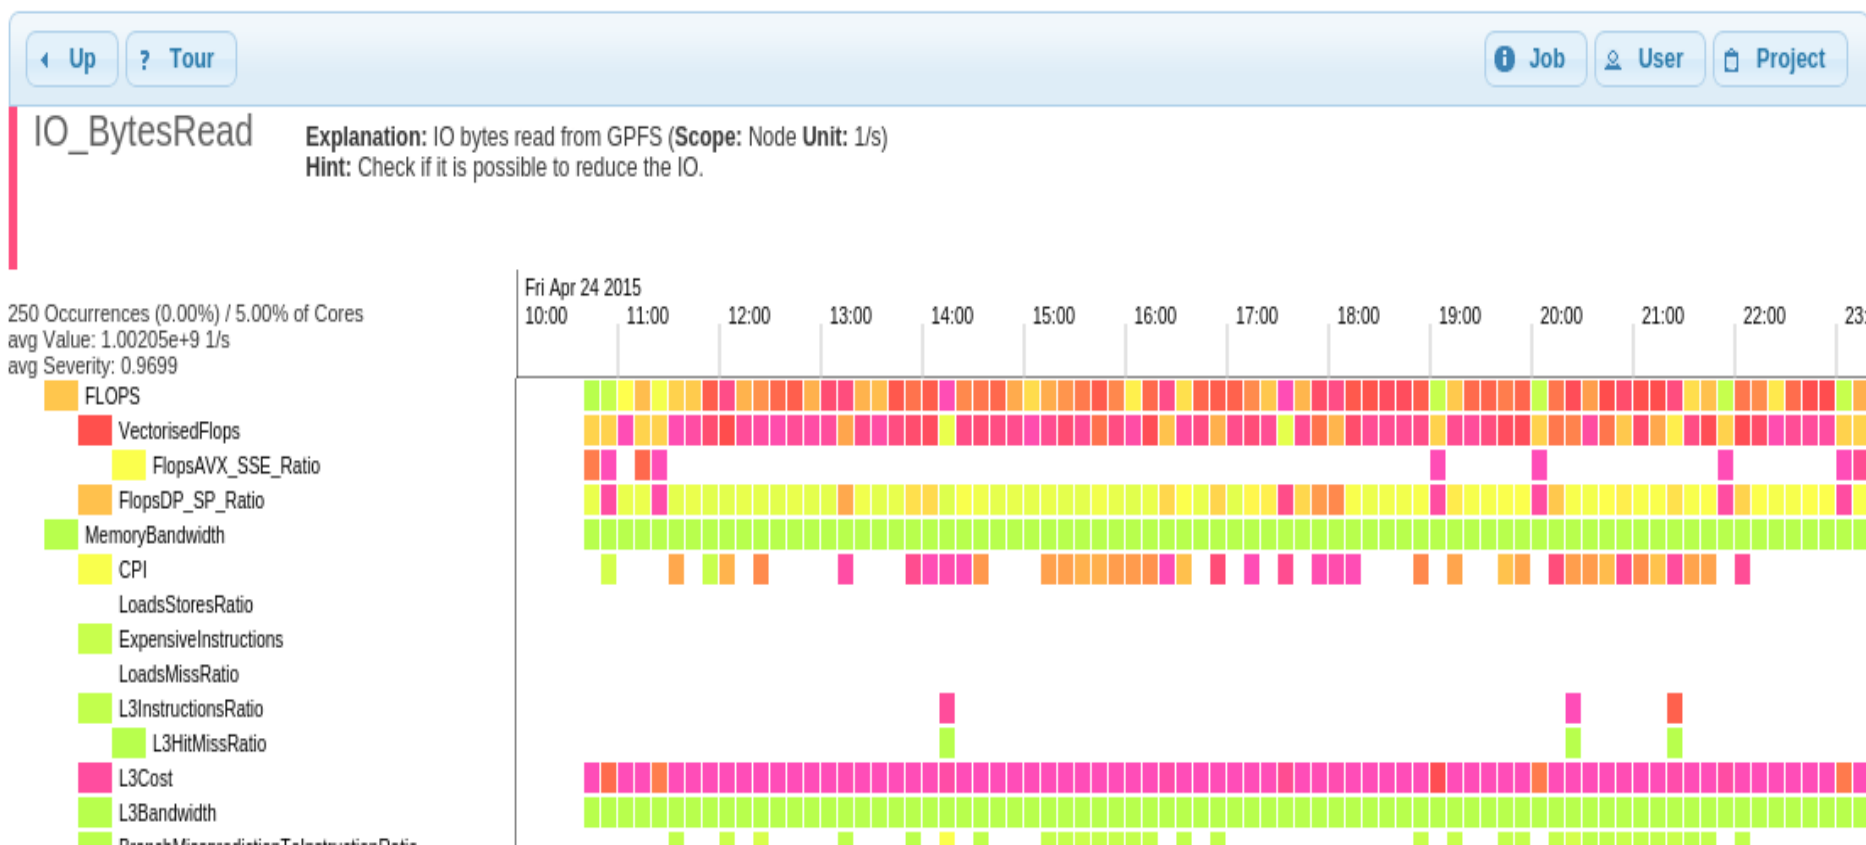 Up
? Tour
Job
User
Project
IO_BytesRead
Explanation: IO bytes read from GPFS (Scope: Node Unit: 1/s)
Hint: Check if it is possible to reduce the IO.
Fri Apr 24 2015
10:00 11:00 12:00 13:00 14:00 15:00 16:00 17:00 18:00 19:00 20:00 21:00 22:00 23:
250 Occurrences (0.00%) / 5.00% of Cores
avg Value: 1.00205e+9 1/s
avg Severity: 0.9699
FLOPS
VectorisedFlops
FlopsAVX_SSE_Ratio
FlopsDP_SP_Ratio
MemoryBandwidth
CPI
LoadsStoresRatio
ExpensiveInstructions
LoadsMissRatio
L3InstructionsRatio
L3HitMissRatio
L3Cost
L3Bandwidth
BranchMispredictionToInstructionRatio